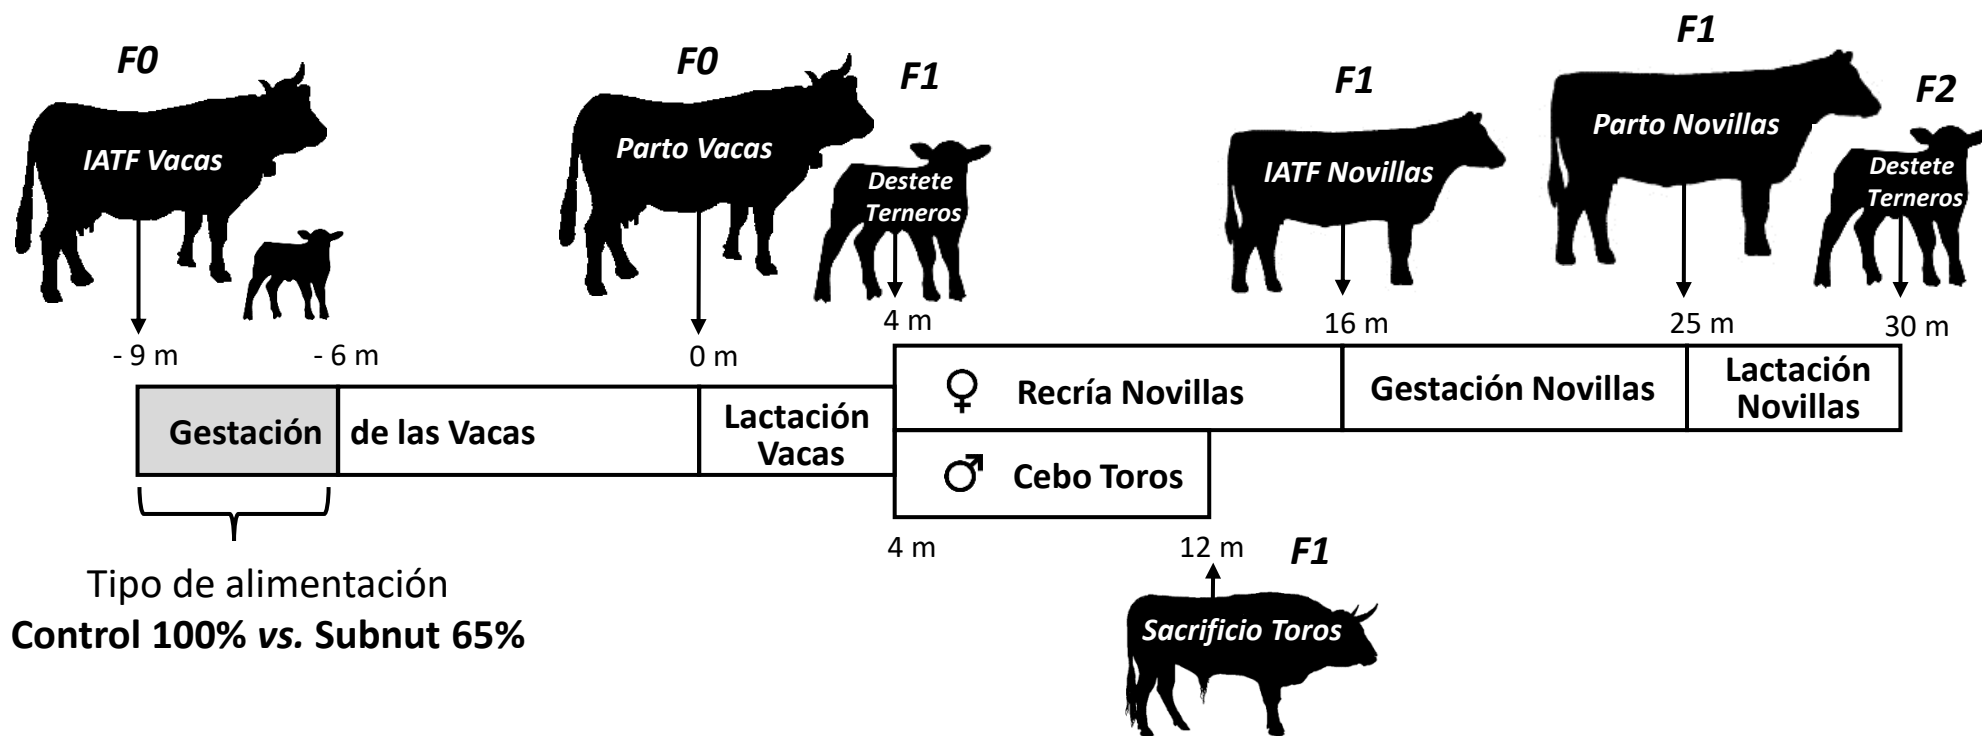 F0
IATF Vacas
F0
Parto Vacas
F1
Destete
Terneros
F1
IATF Novillas
F1
Parto Novillas
F2
Destete
Terneros
- 9 m
- 6 m
0 m
4 m
16 m
25 m
30 m
Gestación de las Vacas
Lactación
Vacas
♀ Recría Novillas
Gestación Novillas
Lactación
Novillas
♂ Cebo Toros
4 m
12 m
F1
Sacrificio Toros
Tipo de alimentación
Control 100% vs. Subnut 65%